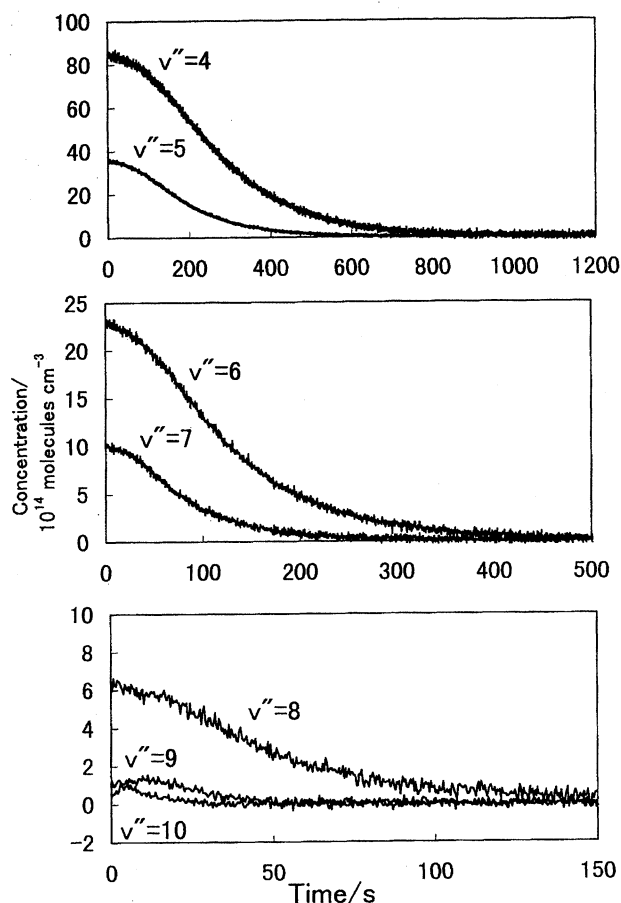 100
80
60
40
20
0
v″=4
v″=5
0 200 400 600 800 1000 1200
25
20
15
10
5
0
v″=6
v″=7
0 100 200 300 400 500
Concentration/
10¹⁴ molecules cm⁻³
10
8
6
4
2
0
-2
v″=8
v″=9
v″=10
0 50 100 150
Time/s